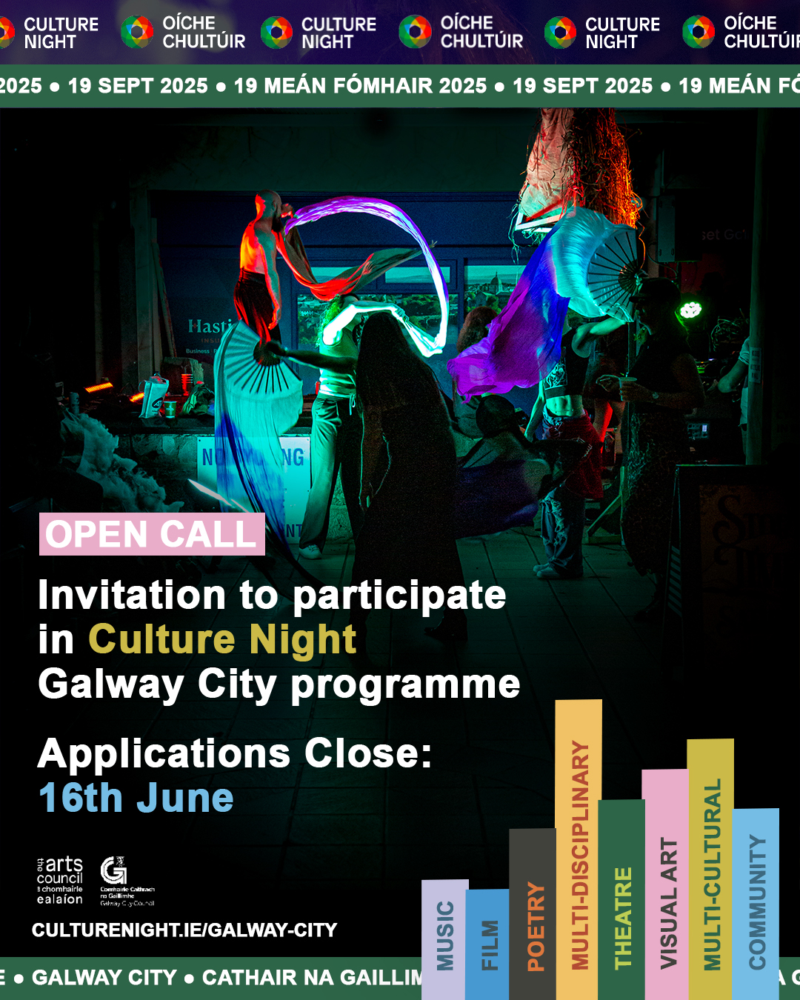 CULTURE NIGHT
OÍCHE CHULTÚIR
CULTURE NIGHT
OÍCHE CHULTÚIR
CULTURE NIGHT
OÍCHE CHULTÚIR
2025 ● 19 SEPT 2025 ● 19 MEÁN FÓMHAIR 2025 ● 19 SEPT 2025 ● 19 MEÁN FÓ
Hasti
Business
OPEN CALL
Invitation to participate
in Culture Night
Galway City programme
Applications Close:
16th June
the arts
council
an chomhairle
ealaíon
Comhairle Cathrach
na Gaillimhe
Galway City Council
CULTURENIGHT.IE/GALWAY-CITY
MUSIC
FILM
POETRY
MULTI-DISCIPLINARY
THEATRE
VISUAL ART
MULTI-CULTURAL
COMMUNITY
E ● GALWAY CITY ● CATHAIR NA GAILLIM